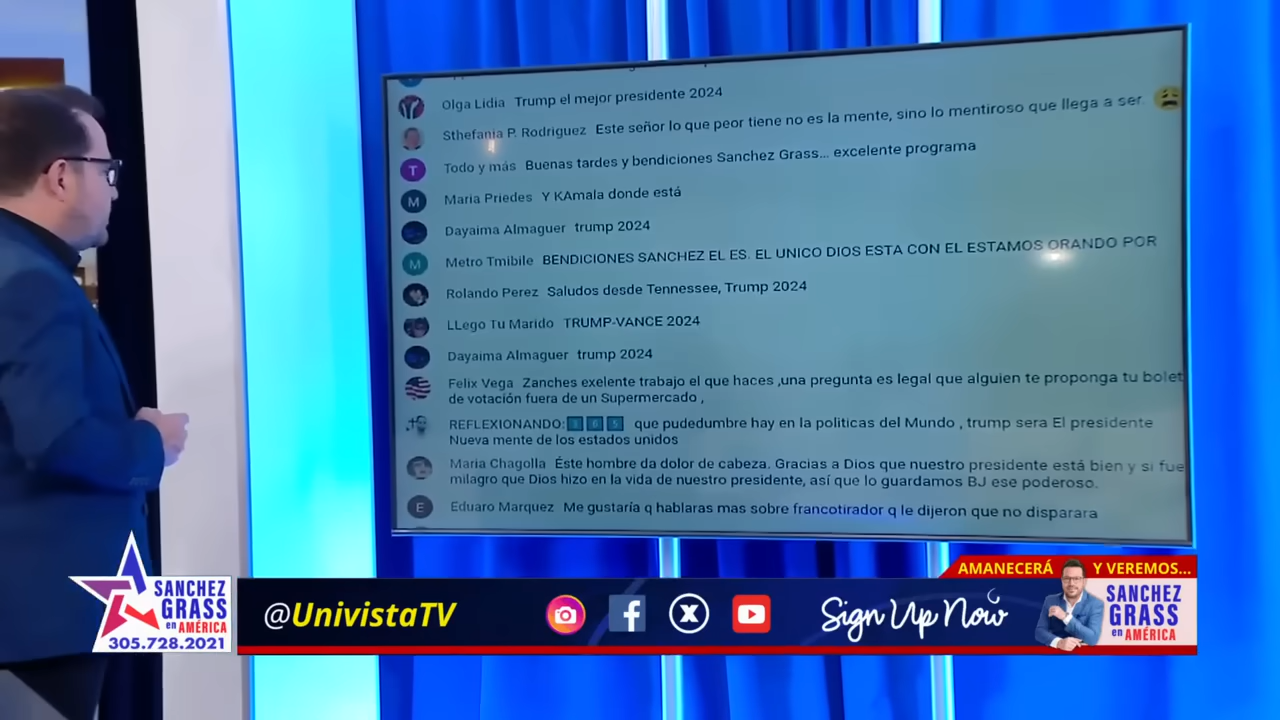 Olga Lidia Trump el mejor presidente 2024
Sthefania P. Rodriguez Este señor lo que peor tiene no es la mente, sino lo mentiroso que llega a ser.
T Todo y más Buenas tardes y bendiciones Sanchez Grass... excelente programa
M Maria Priedes Y KAmala donde está
Dayaima Almaguer trump 2024
M Metro Tmibile BENDICIONES SANCHEZ EL ES. EL UNICO DIOS ESTA CON EL ESTAMOS ORANDO POR
Rolando Perez Saludos desde Tennessee, Trump 2024
LLego Tu Marido TRUMP-VANCE 2024
Dayaima Almaguer trump 2024
Felix Vega Zanches exelente trabajo el que haces ,una pregunta es legal que alguien te proponga tu bolet
de votación fuera de un Supermercado ,
REFLEXIONANDO: 3 6 5 que pudedumbre hay en la politicas del Mundo , trump sera El presidente
Nueva mente de los estados unidos
Maria Chagolla Éste hombre da dolor de cabeza. Gracias a Dios que nuestro presidente está bien y si fue
milagro que Dios hizo en la vida de nuestro presidente, así que lo guardamos BJ ese poderoso.
E Eduaro Marquez Me gustaría q hablaras mas sobre francotirador q le dijeron que no disparara
AMANECERÁ Y VEREMOS...
SANCHEZ
GRASS
en AMÉRICA
305.728.2021
@UnivistaTV
Sign Up Now
SANCHEZ
GRASS
en AMÉRICA